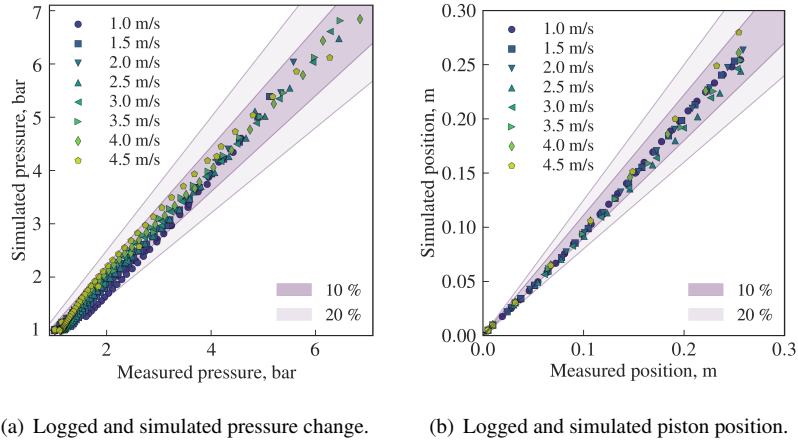 7
6
5
4
3
2
1
2
4
6
Simulated pressure, bar
Measured pressure, bar
1.0 m/s
1.5 m/s
2.0 m/s
2.5 m/s
3.0 m/s
3.5 m/s
4.0 m/s
4.5 m/s
10 %
20 %
(a) Logged and simulated pressure change.
0.30
0.25
0.20
0.15
0.10
0.05
0.00
0.0
0.1
0.2
0.3
Simulated position, m
Measured position, m
1.0 m/s
1.5 m/s
2.0 m/s
2.5 m/s
3.0 m/s
3.5 m/s
4.0 m/s
4.5 m/s
10 %
20 %
(b) Logged and simulated piston position.